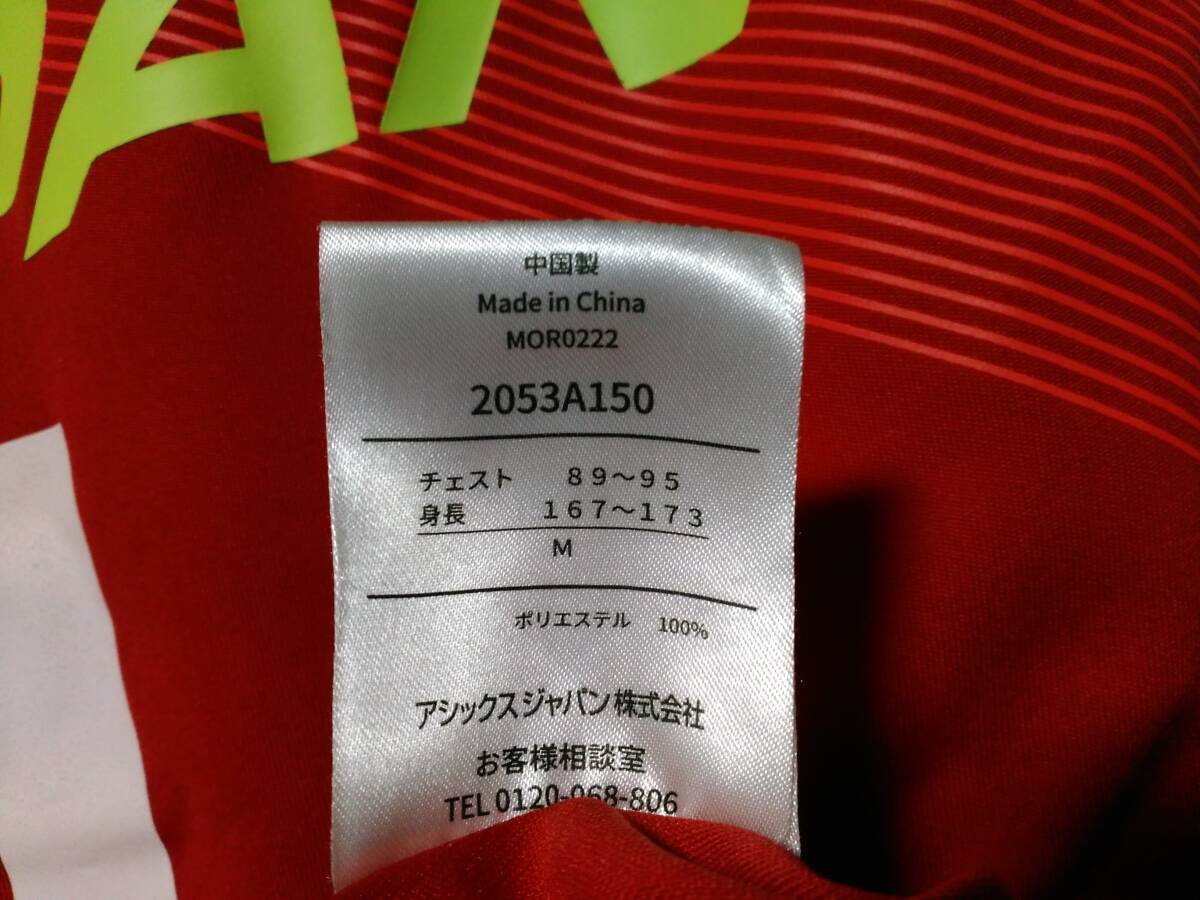 PAN
中国製
Made in China
MOR0222
2053A150
チェスト 89～95
身長 167～173
M
ポリエステル 100%
アシックスジャパン株式会社
お客様相談室
TEL 0120-068-806